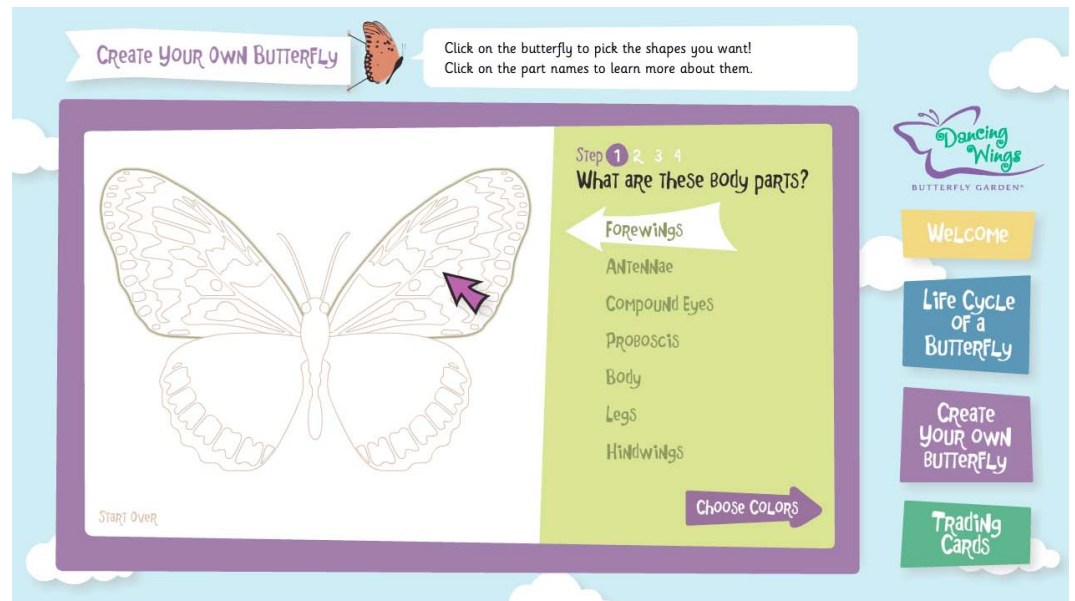 Create Your Own Butterfly
Click on the butterfly to pick the shapes you want!
Click on the part names to learn more about them.
Step 1 2 3 4
What are these body parts?
Forewings
Antennae
Compound Eyes
Proboscis
Body
Legs
Hindwings
Choose Colors
Start Over
Dancing
Wings
BUTTERFLY GARDEN®
Welcome
Life Cycle
of a
Butterfly
Create
Your Own
Butterfly
Trading
Cards